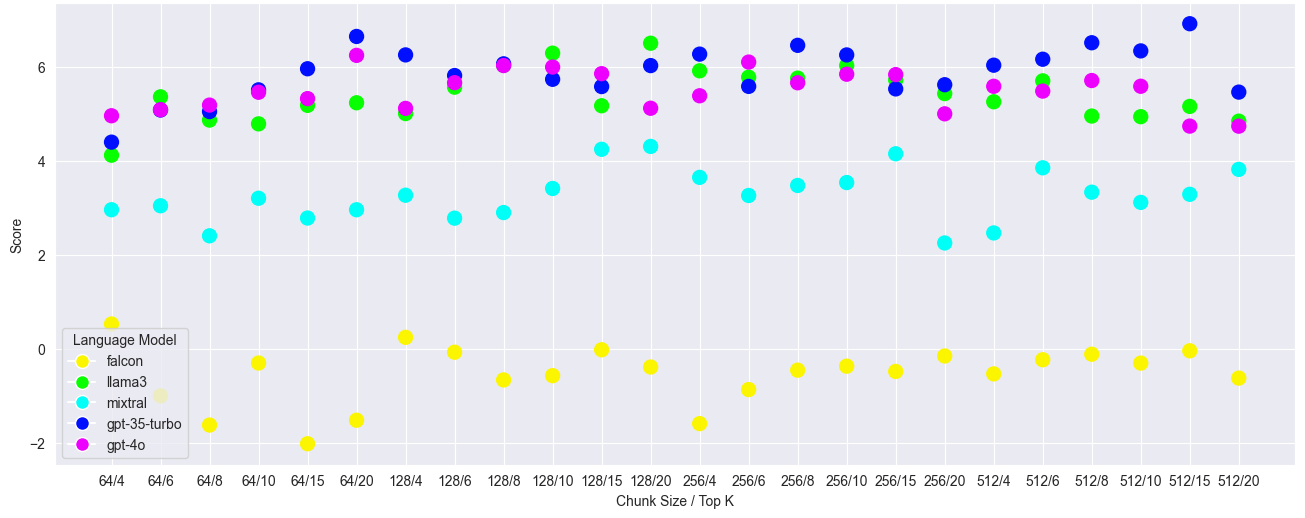 6
4
2
0
−2
Score
Language Model
falcon
llama3
mixtral
gpt-35-turbo
gpt-4o
64/4 64/6 64/8 64/10 64/15 64/20 128/4 128/6 128/8 128/10 128/15 128/20 256/4 256/6 256/8 256/10 256/15 256/20 512/4 512/6 512/8 512/10 512/15 512/20
Chunk Size / Top K